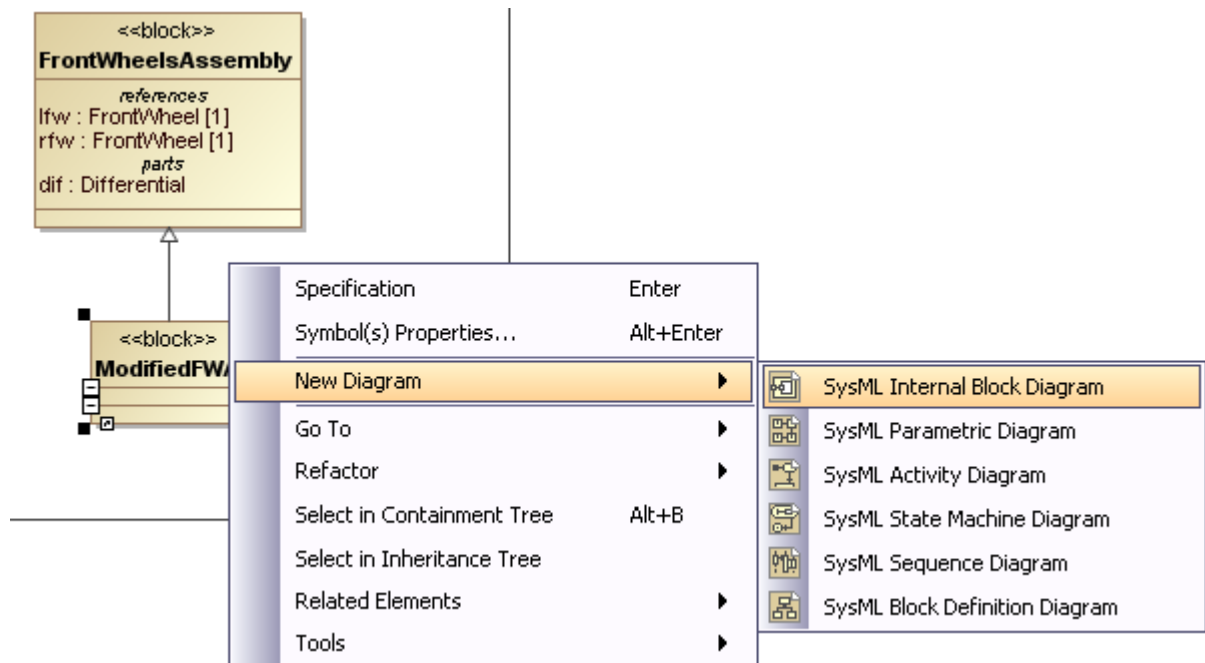 <<block>>
FrontWheelsAssembly
references
lfw : FrontWheel [1]
rfw : FrontWheel [1]
parts
dif : Differential
<<block>>
ModifiedFWA
Specification Enter
Symbol(s) Properties... Alt+Enter
New Diagram
Go To
Refactor
Select in Containment Tree Alt+B
Select in Inheritance Tree
Related Elements
Tools
SysML Internal Block Diagram
SysML Parametric Diagram
SysML Activity Diagram
SysML State Machine Diagram
SysML Sequence Diagram
SysML Block Definition Diagram